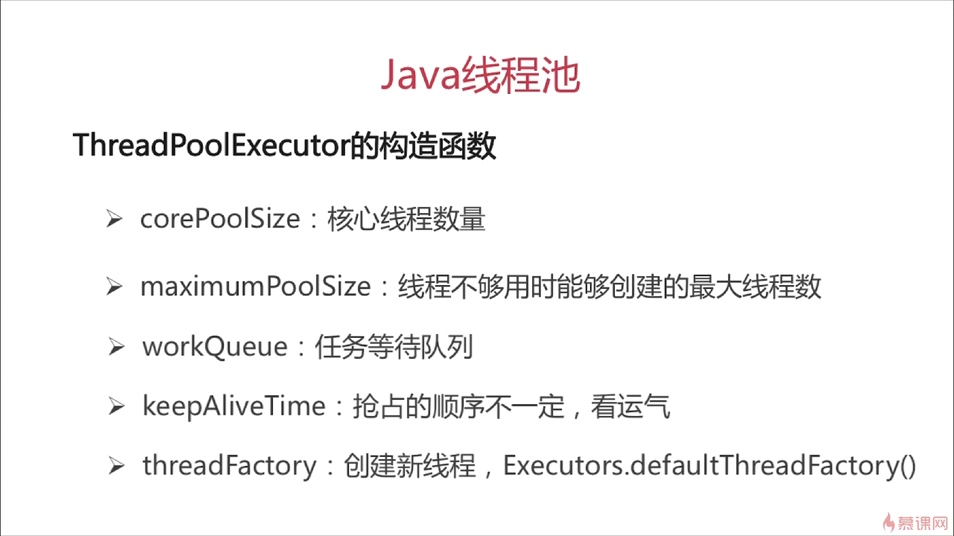 Java线程池
ThreadPoolExecutor的构造函数
➢ corePoolSize：核心线程数量
➢ maximumPoolSize：线程不够用时能够创建的最大线程数
➢ workQueue：任务等待队列
➢ keepAliveTime：抢占的顺序不一定，看运气
➢ threadFactory：创建新线程，Executors.defaultThreadFactory()
慕课网